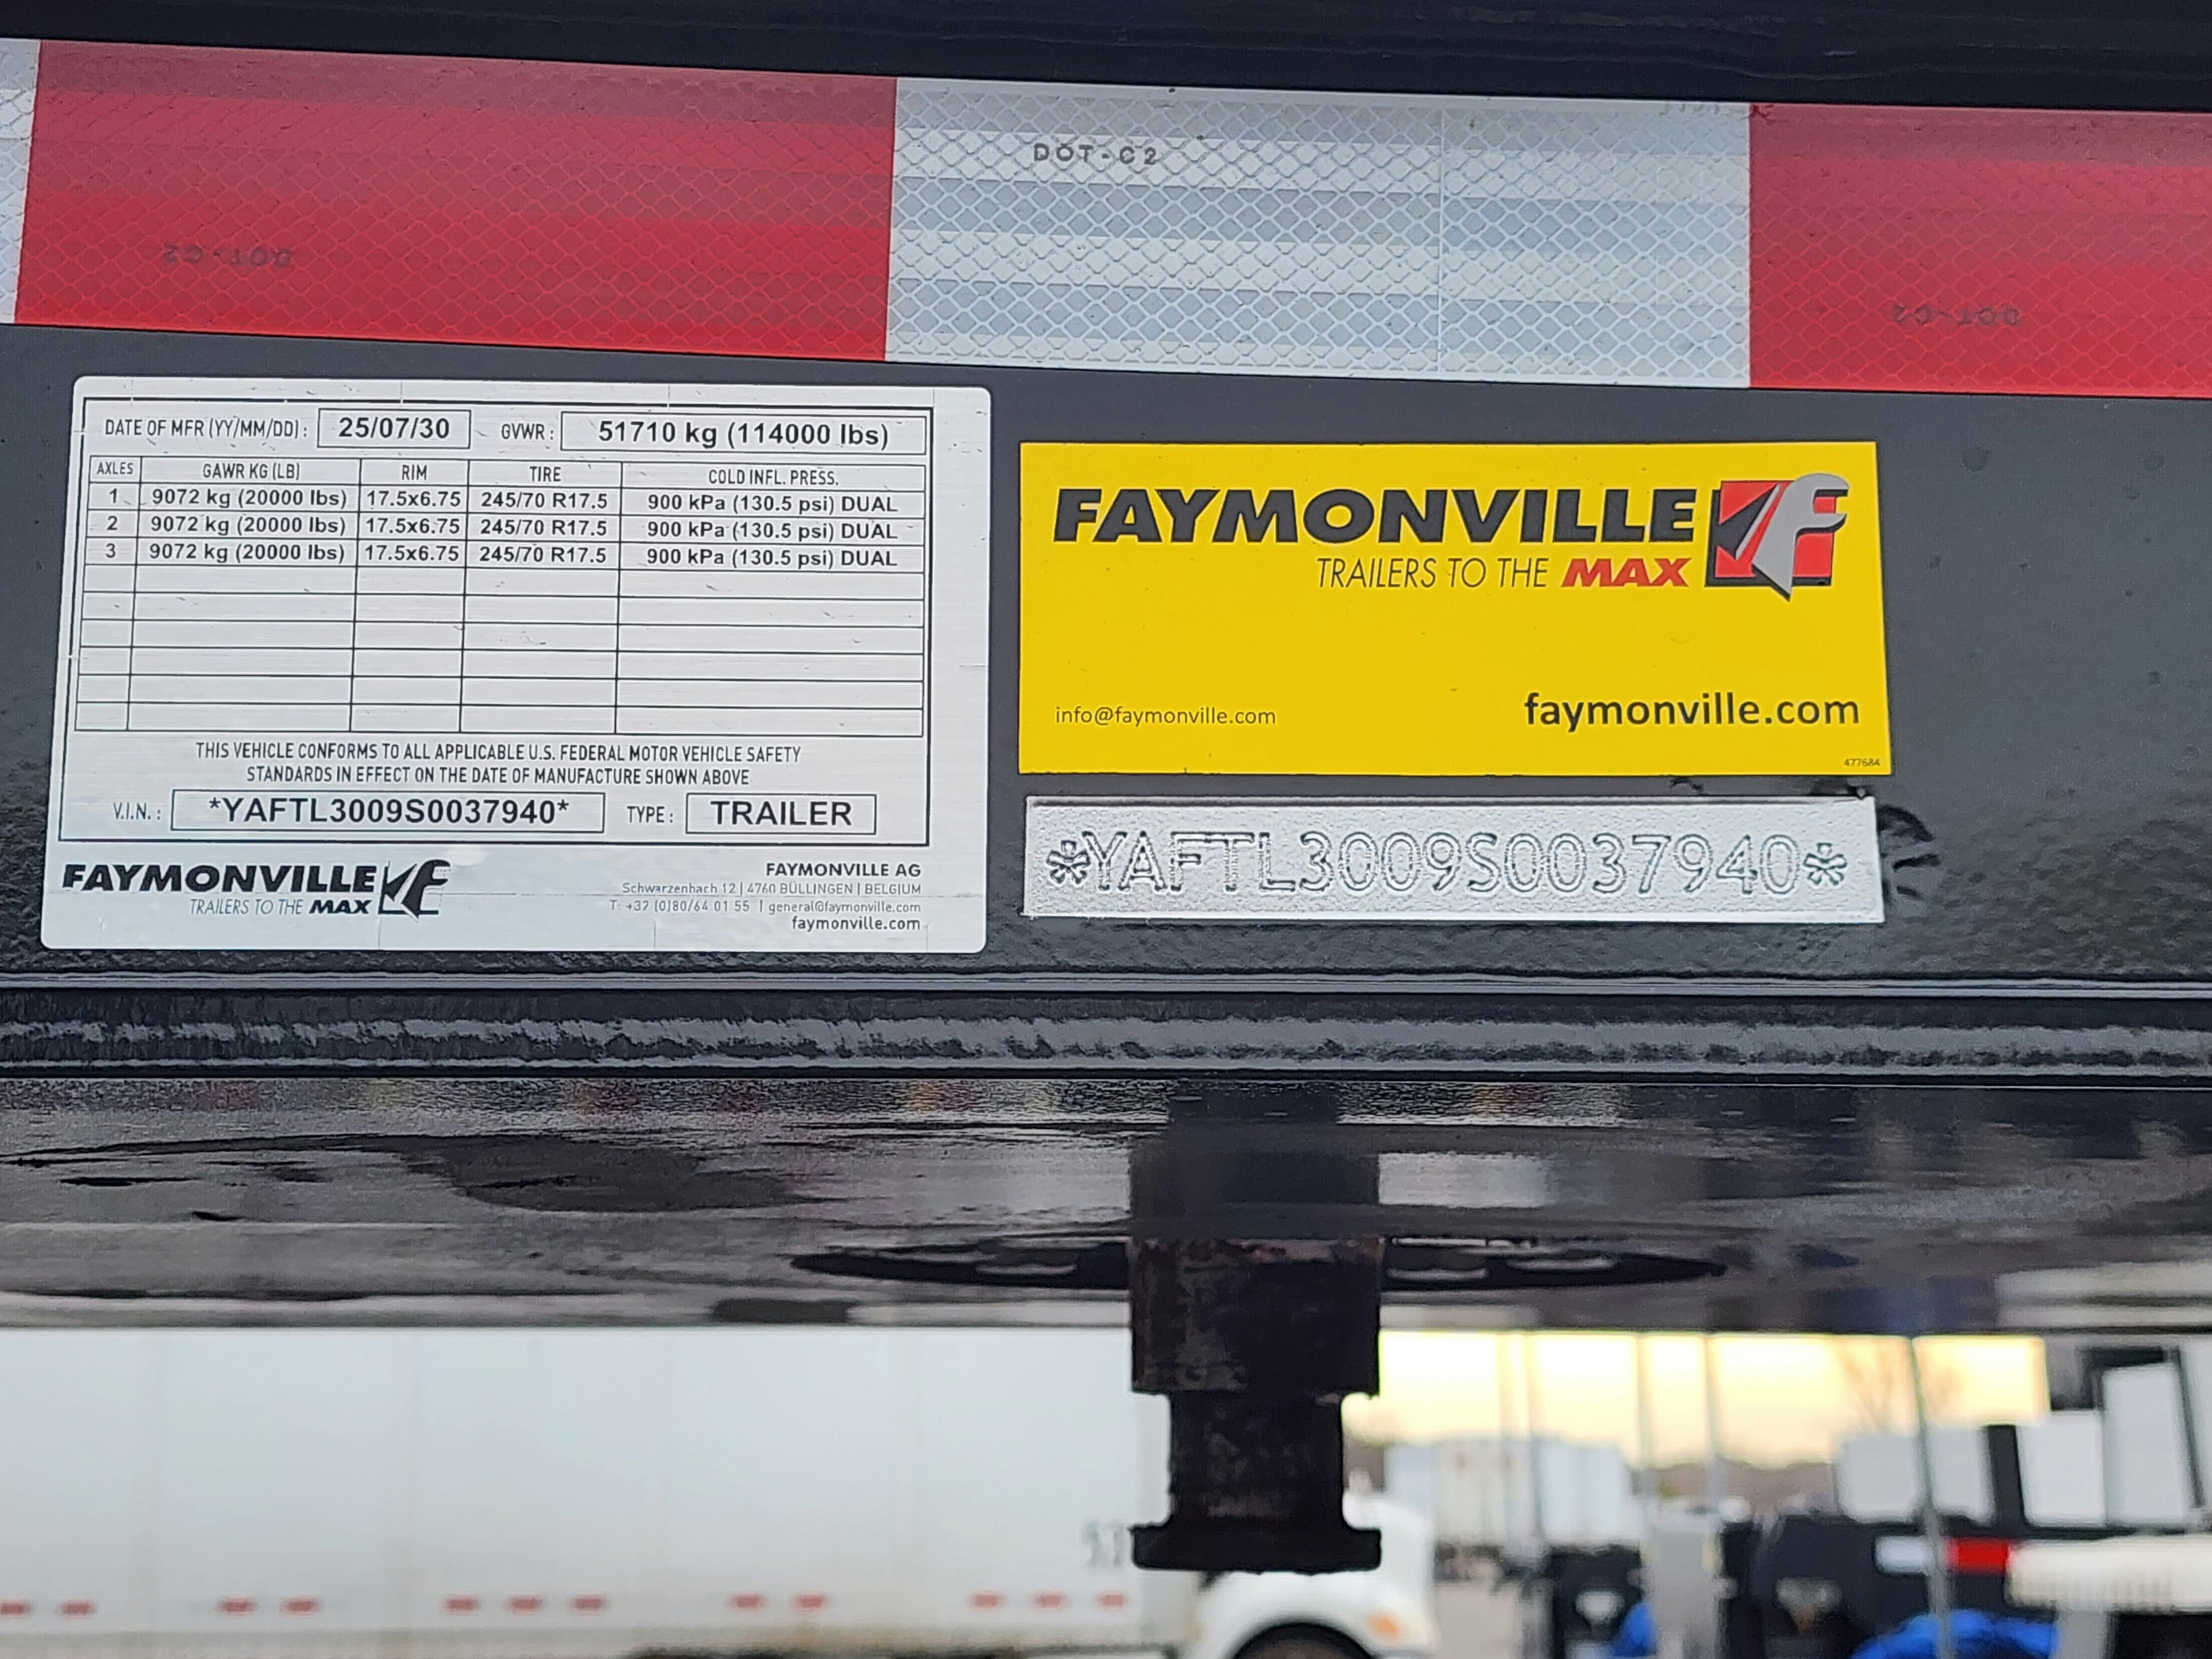 DOT-C2
DOT-C2
DOT-C2
DATE OF MFR (YY/MM/DD): 25/07/30 GVWR: 51710 kg (114000 lbs)
AXLES GAWR KG (LB) RIM TIRE COLD INFL. PRESS.
1 9072 kg (20000 lbs) 17.5x6.75 245/70 R17.5 900 kPa (130.5 psi) DUAL
2 9072 kg (20000 lbs) 17.5x6.75 245/70 R17.5 900 kPa (130.5 psi) DUAL
3 9072 kg (20000 lbs) 17.5x6.75 245/70 R17.5 900 kPa (130.5 psi) DUAL
THIS VEHICLE CONFORMS TO ALL APPLICABLE U.S. FEDERAL MOTOR VEHICLE SAFETY
STANDARDS IN EFFECT ON THE DATE OF MANUFACTURE SHOWN ABOVE
V.I.N.: *YAFTL3009S0037940* TYPE: TRAILER
FAYMONVILLE
TRAILERS TO THE MAX
FAYMONVILLE AG
Schwarzenbach 12 | 4760 BÜLLINGEN | BELGIUM
T: +32 (0)80/64 01 55 | general@faymonville.com
faymonville.com
FAYMONVILLE
TRAILERS TO THE MAX
info@faymonville.com
faymonville.com
477684
*YAFTL3009S0037940*